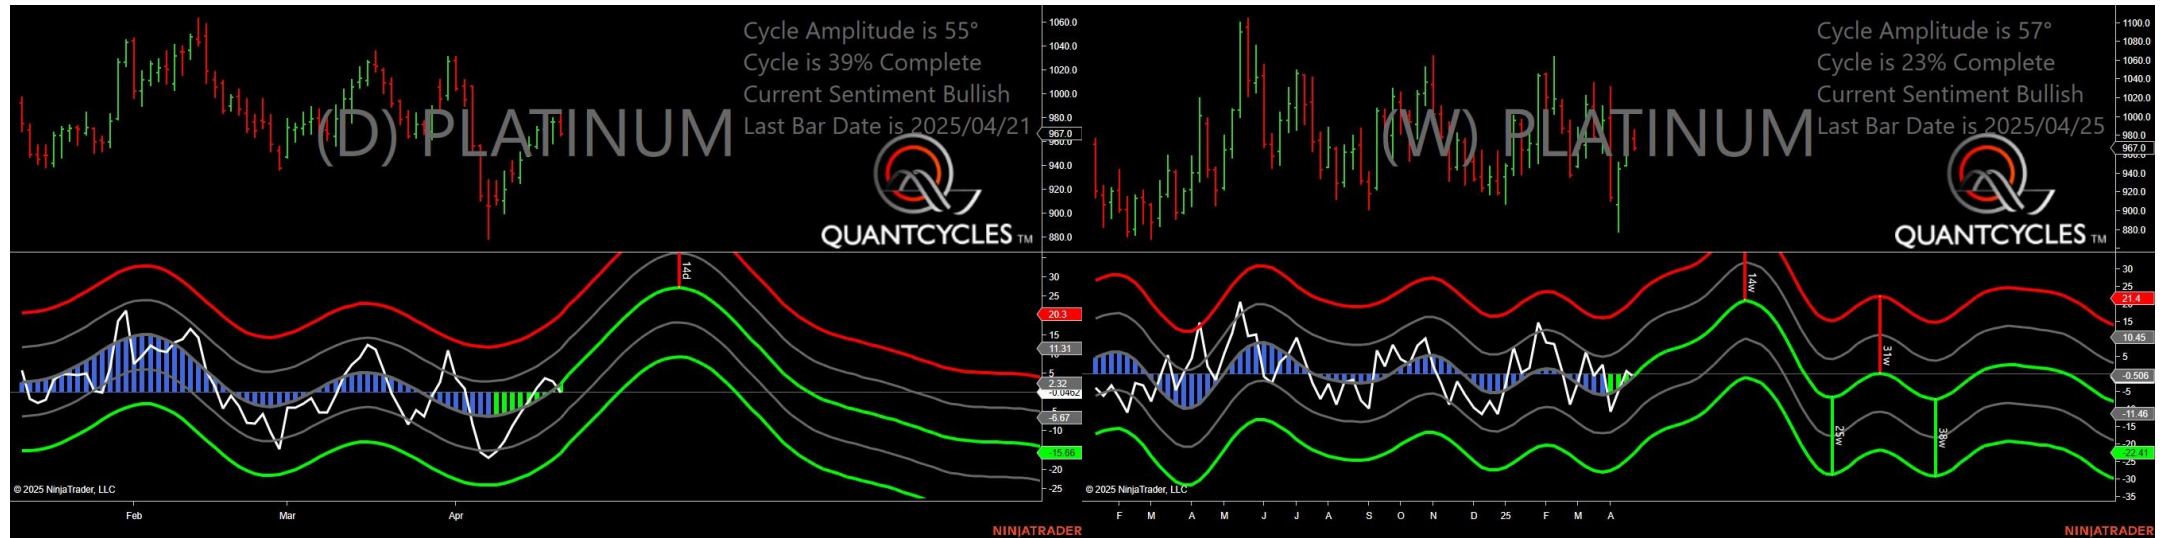 Cycle Amplitude is 55°
Cycle is 39% Complete
Current Sentiment Bullish
Last Bar Date is 2025/04/21
(D) PLATINUM
QUANTCYCLES TM
1060.0
1040.0
1020.0
1000.0
980.0
967.0
960.0
940.0
920.0
900.0
880.0
14d
30
25
20.3
15
11.31
5
2.32
-0.0462
-6.67
-10
-15.66
-20
-25
© 2025 NinjaTrader, LLC
Feb Mar Apr
NINJATRADER
Cycle Amplitude is 57°
Cycle is 23% Complete
Current Sentiment Bullish
Last Bar Date is 2025/04/25
(W) PLATINUM
QUANTCYCLES TM
1100.0
1080.0
1060.0
1040.0
1020.0
1000.0
980.0
967.0
940.0
920.0
900.0
880.0
14w
31w
25w
38w
30
25
21.4
15
10.45
5
-0.506
-5
-11.46
-15
-20
-22.41
-25
-30
-35
© 2025 NinjaTrader, LLC
F M A M J J A S O N D 25 F M A
NINJATRADER